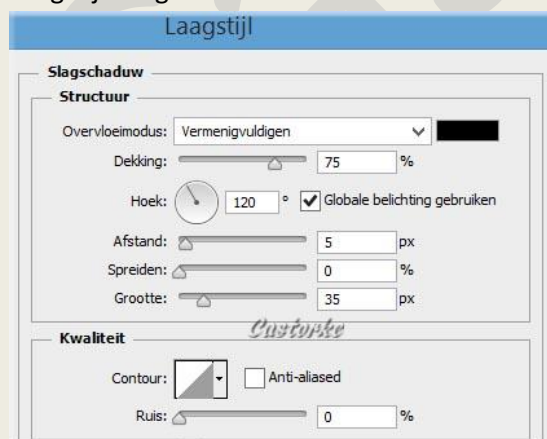 Laagstijl
Slagschaduw
Structuur
Overvloeimodus: Vermenigvuldigen
Dekking: 75 %
Hoek: 120 ° Globale belichting gebruiken
Afstand: 5 px
Spreiden: 0 %
Grootte: 35 px
Castorke
Kwaliteit
Contour: Anti-aliased
Ruis: 0 %